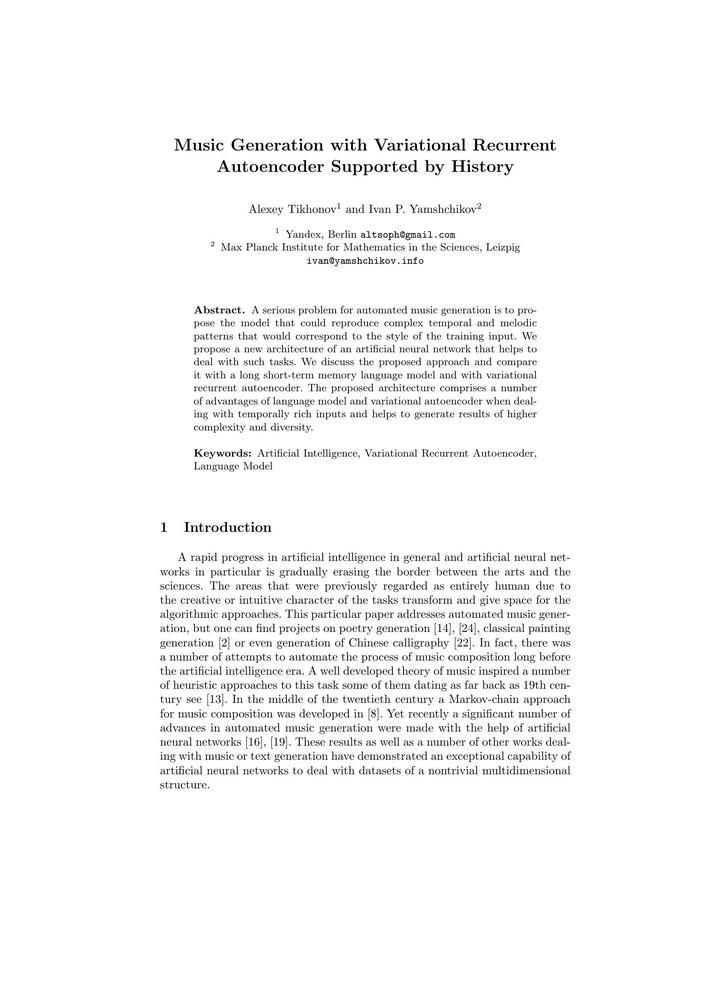 Music Generation with Variational Recurrent
Autoencoder Supported by History
Alexey Tikhonov1 and Ivan P. Yamshchikov2
1 Yandex, Berlin altsoph@gmail.com
2 Max Planck Institute for Mathematics in the Sciences, Leipzig
ivan@yamshchikov.info
Abstract. A serious problem for automated music generation is to pro-
pose the model that could reproduce complex temporal and melodic
patterns that would correspond to the style of the training input. We
propose a new architecture of an artificial neural network that helps to
deal with such tasks. We discuss the proposed approach and compare
it with a long short-term memory language model and with variational
recurrent autoencoder. The proposed architecture comprises a number
of advantages of language model and variational autoencoder when deal-
ing with temporally rich inputs and helps to generate results of higher
complexity and diversity.
Keywords: Artificial Intelligence, Variational Recurrent Autoencoder,
Language Model
1 Introduction
A rapid progress in artificial intelligence in general and artificial neural net-
works in particular is gradually erasing the border between the arts and the
sciences. The areas that were previously regarded as entirely human due to
the creative or intuitive character of the tasks transform and give space for the
algorithmic approaches. This particular paper addresses automated music gener-
ation, but one can find projects on poetry generation [14], [24], classical painting
generation [2] or even generation of Chinese calligraphy [22]. In fact, there was
a number of attempts to automate the process of music composition long before
the artificial intelligence era. A well developed theory of music inspired a number
of heuristic approaches to this task some of them dating as far back as 19th cen-
tury see [13]. In the middle of the twentieth century a Markov-chain approach
for music composition was developed in [8]. Yet recently a significant number of
advances in automated music generation were made with the help of artificial
neural networks [16], [19]. These results as well as a number of other works deal-
ing with music or text generation have demonstrated an exceptional capability of
artificial neural networks to deal with datasets of a nontrivial multidimensional
structure.